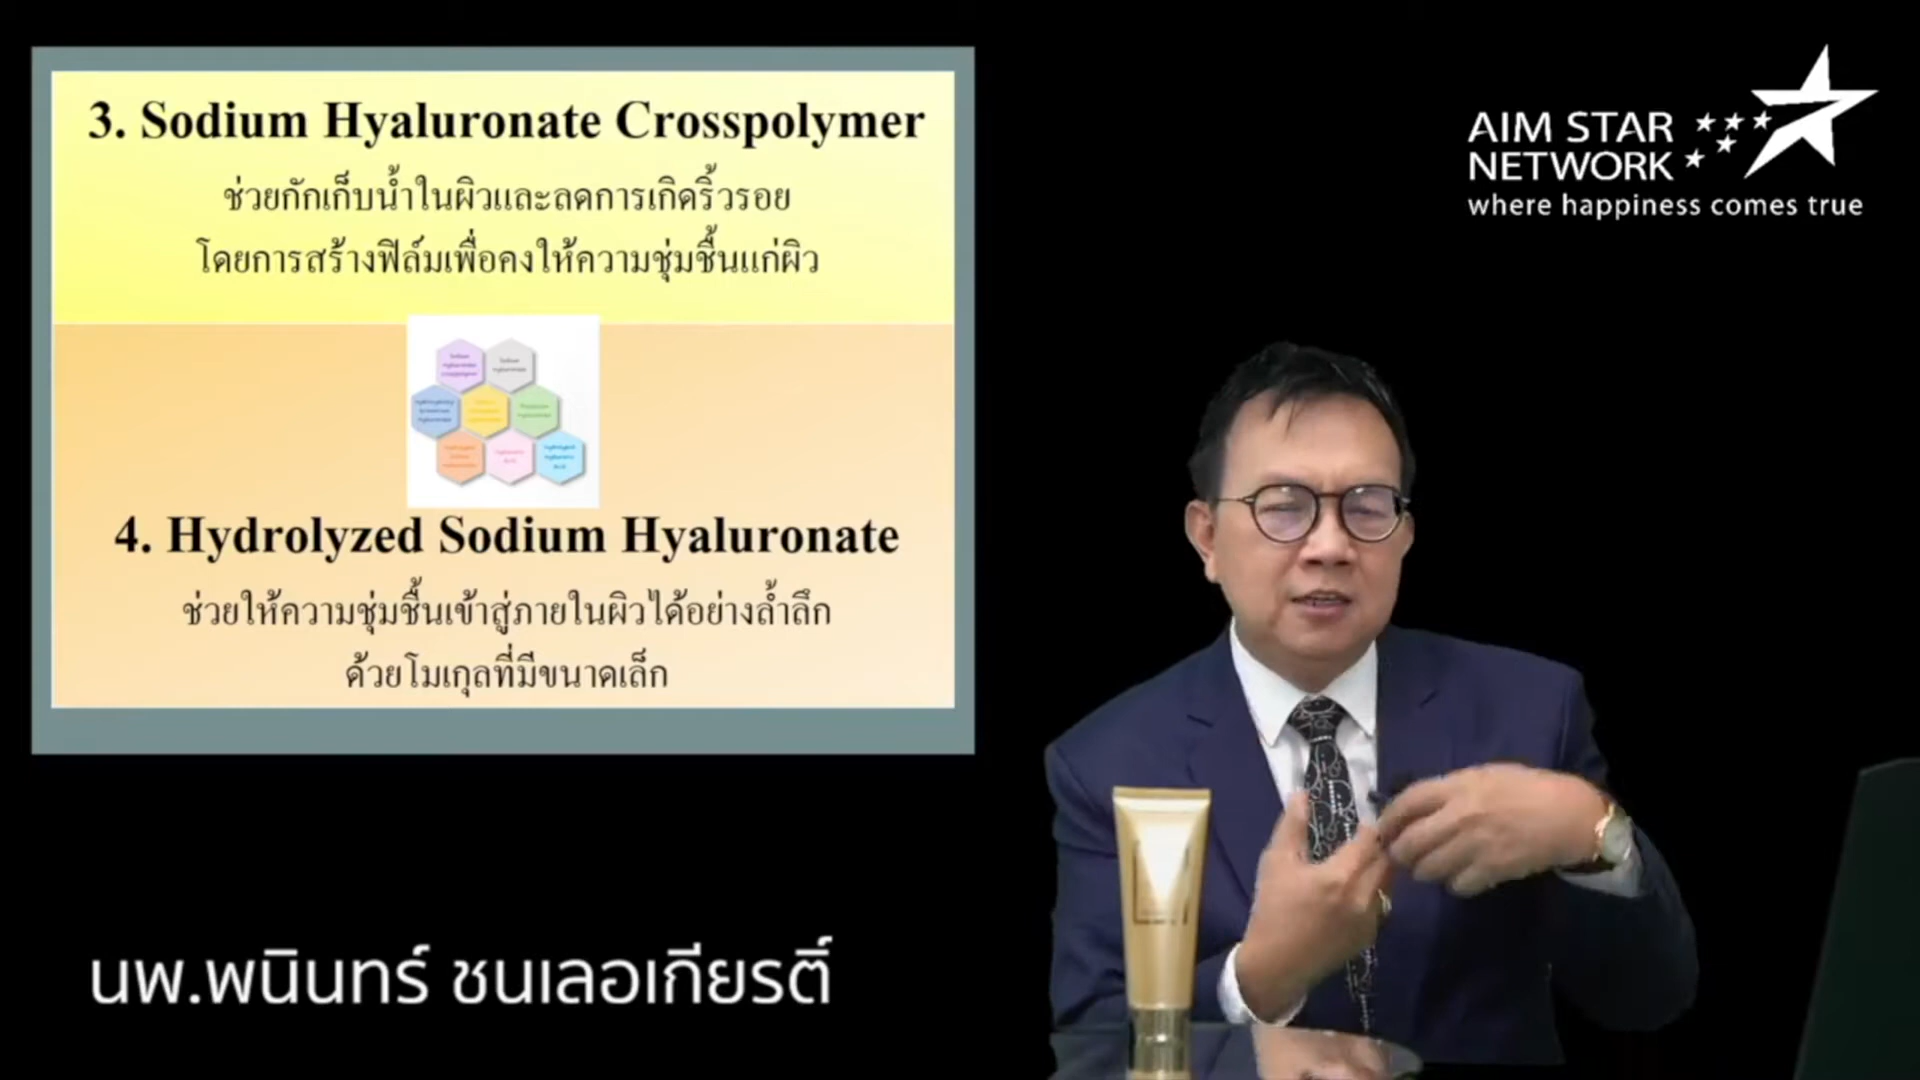 3. Sodium Hyaluronate Crosspolymer
ช่วยกักเก็บน้ำในผิวและลดการเกิดริ้วรอย
โดยการสร้างฟิล์มเพื่อคงให้ความชุ่มชื้นแก่ผิว
4. Hydrolyzed Sodium Hyaluronate
ช่วยให้ความชุ่มชื้นเข้าสู่ภายในผิวได้อย่างล้ำลึก
ด้วยโมเกุลที่มีขนาดเล็ก
AIM STAR
NETWORK
where happiness comes true
นพ.พนินทร์ ชนเลอเกียรติ์